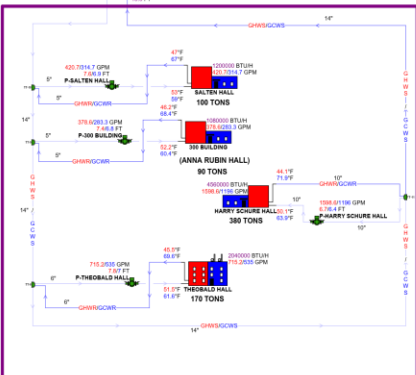 14"
GHWS/GCWS
47°F
67°F
1200000 BTU/H
420.7/314.7 GPM
420.7/314.7 GPM
7.6/6.9 FT
P-SALTEN HALL
5"
53°F
59°F
SALTEN HALL
100 TONS
5"
GHWR/GCWR
46.2°F
68.4°F
14"
1080000 BTU/H
378.6/283.3 GPM
378.6/283.3 GPM
7.4/6.8 FT
P-300 BUILDING
5"
52.2°F
60.4°F
300 BUILDING
(ANNA RUBIN HALL)
90 TONS
5"
GHWR/GCWR
44.1°F
71.9°F
4560000 BTU/H
1598.6/1196 GPM
GHWR/GCWR
10"
HARRY SCHURE HALL
50.1°F
63.9°F
380 TONS
10"
1598.6/1196 GPM
6.7/6.4 FT
P-HARRY SCHURE HALL
10"
GHWS/GCWS
14"
GHWS/GCWS
45.5°F
69.6°F
2040000 BTU/H
715.2/535 GPM
715.2/535 GPM
7.8/7 FT
P-THEOBALD HALL
6"
51.5°F
61.6°F
THEOBALD HALL
170 TONS
6"
GHWR/GCWR
GHWS/GCWS
14"